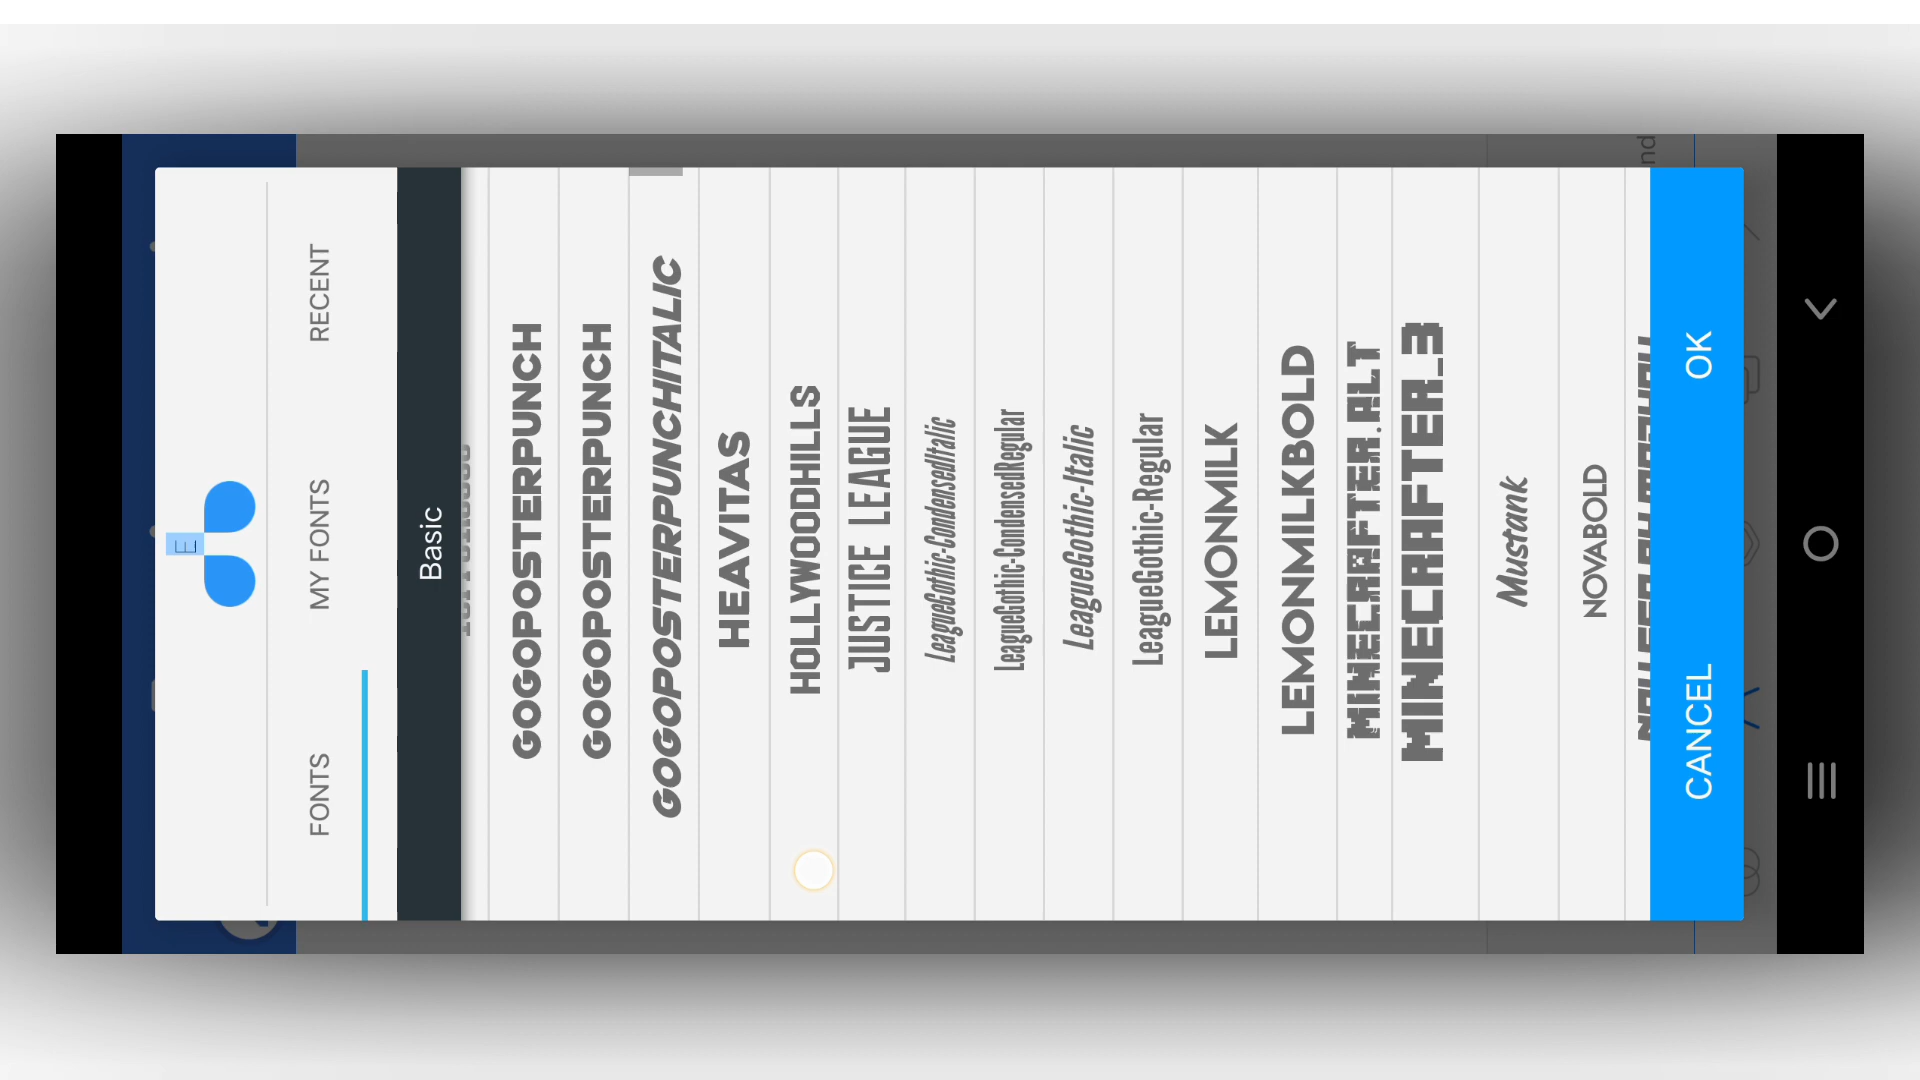 E
FONTS
MY FONTS
RECENT
Basic
GOGOPOSTERPUNCH
GOGOPOSTERPUNCH
GOGOPOSTERPUNCHITALIC
HEAVITAS
HOLLYWOODHILLS
JUSTICE LEAGUE
LeagueGothic-CondensedItalic
LeagueGothic-CondensedRegular
LeagueGothic-Italic
LeagueGothic-Regular
LEMONMILK
LEMONMILKBOLD
MINECRAFTER.ALT
MINECRAFTER_3
Mustank
NOVABOLD
CANCEL
OK